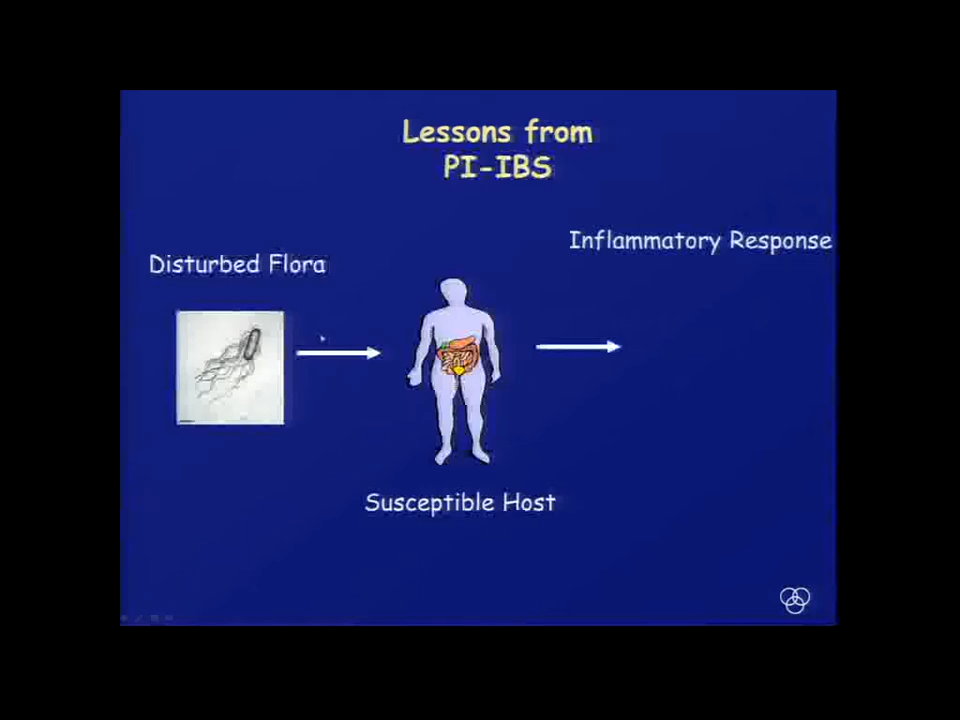 Lessons from
PI-IBS
Inflammatory Response
Disturbed Flora
Susceptible Host